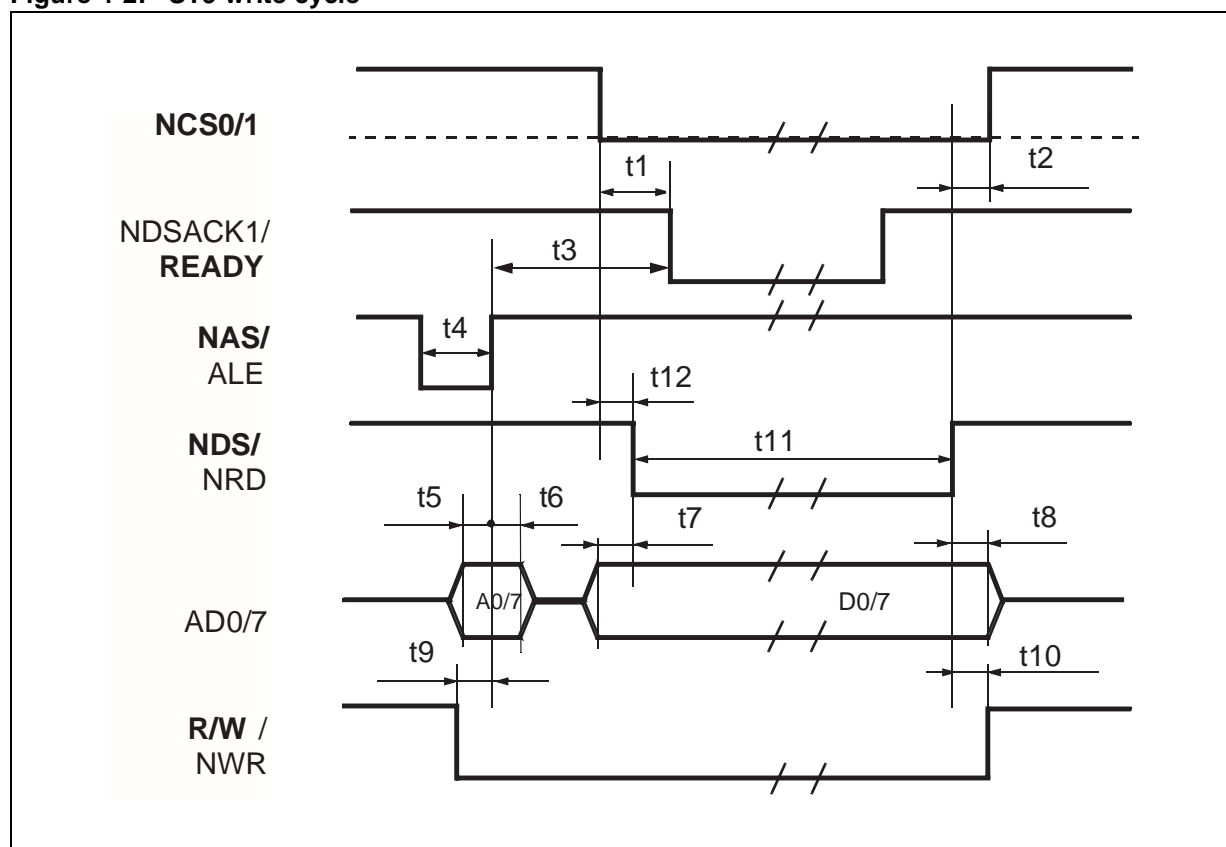 NCS0/1
t1
t2
NDSACK1/
READY
t3
NAS/
ALE
t4
t12
NDS/
NRD
t11
t5
t6
t7
t8
AD0/7
A0/7
D0/7
t9
t10
R/W /
NWR